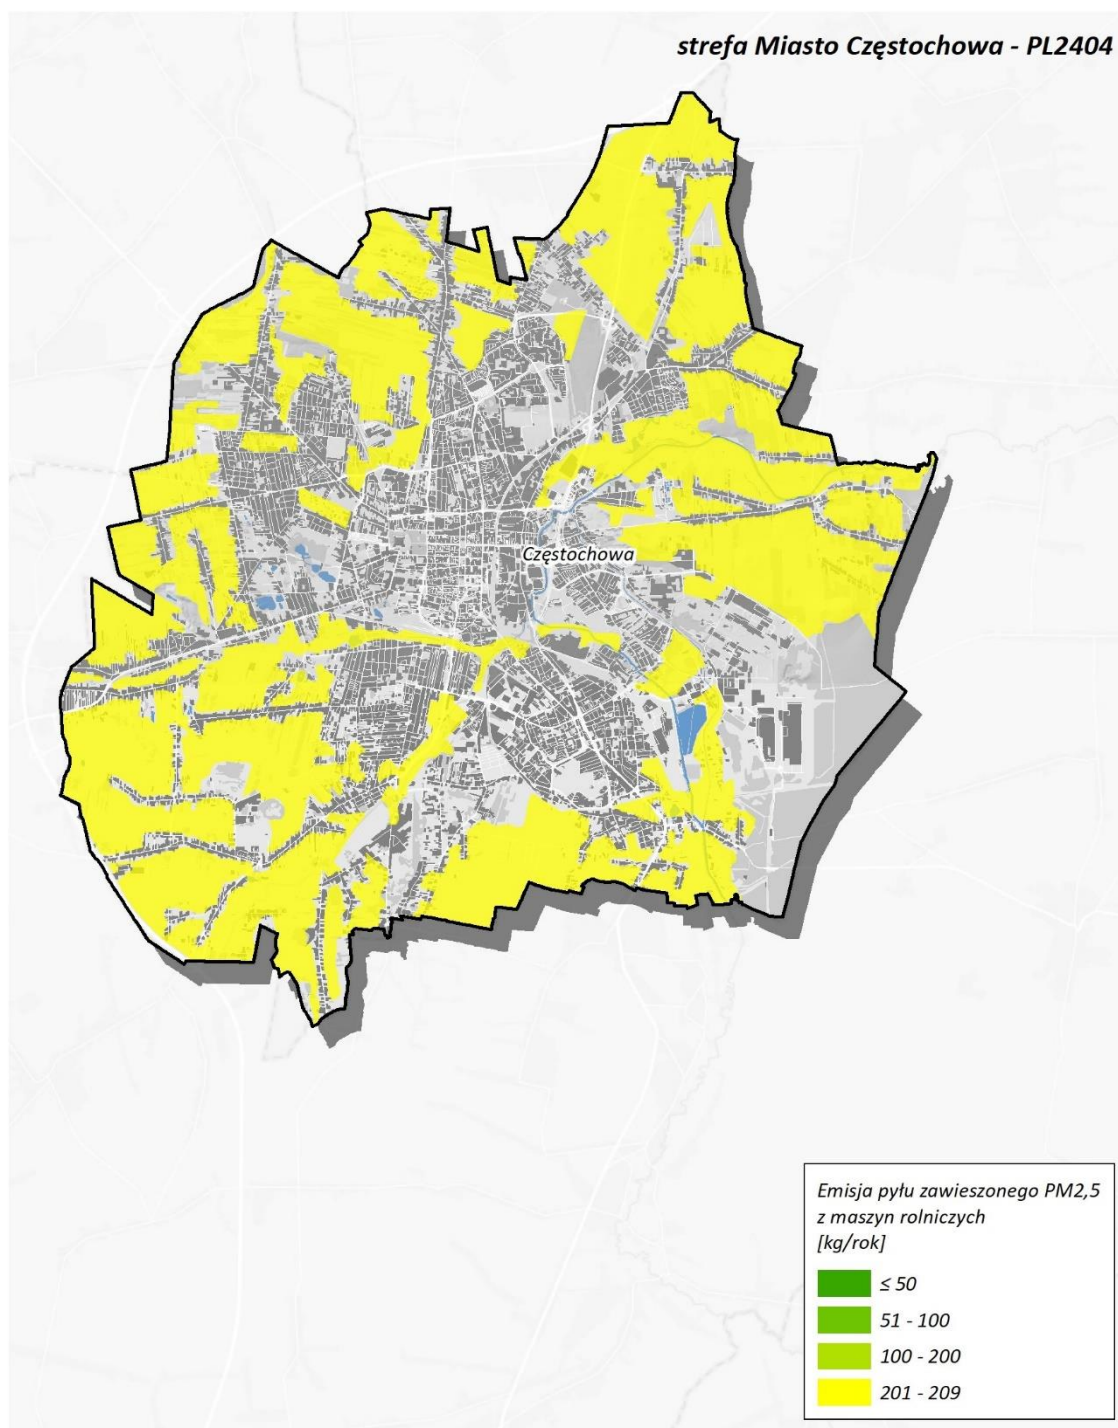 strefa Miasto Częstochowa - PL2404
Częstochowa
Emisja pyłu zawieszonego PM2,5
z maszyn rolniczych
[kg/rok]
≤ 50
51 - 100
100 - 200
201 - 209